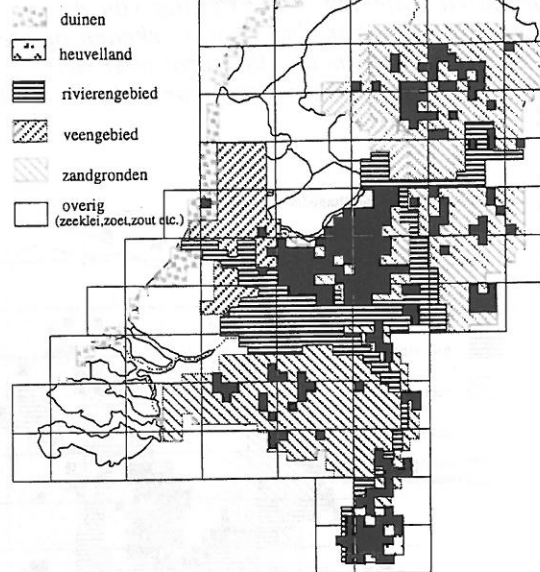 duinen
heuvelland
rivierengebied
veengebied
zandgronden
overig
(zeeklei,zoet,zout etc.)